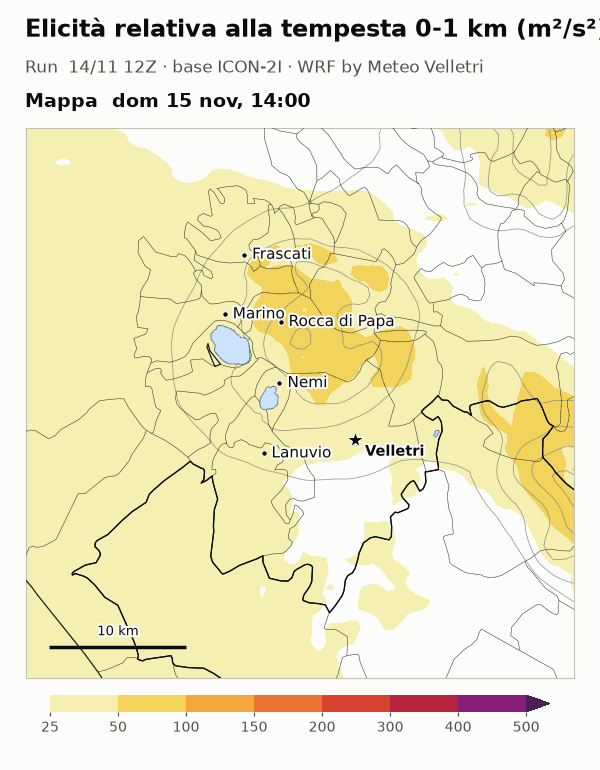 Elicità relativa alla tempesta 0-1 km (m²/s²)
Run 14/11 12Z · base ICON-2I · WRF by Meteo Velletri
Mappa dom 15 nov, 14:00
Frascati
Marino
Rocca di Papa
Nemi
Velletri
Lanuvio
10 km
25 50 100 150 200 300 400 500